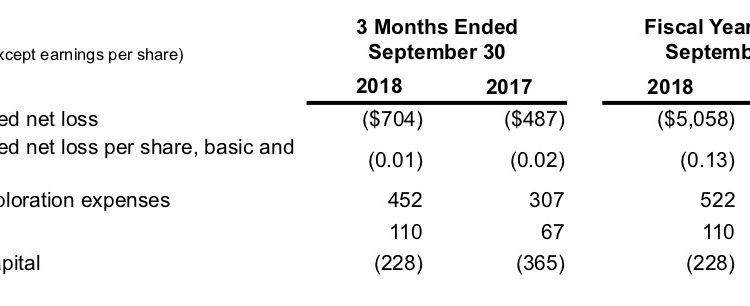 3 Months Ended Fiscal Year
September 30 Septemb
xcept earnings per share)
2018 2017 2018
ed net loss ($704) ($487) ($5,058)
ed net loss per share, basic and
(0.01) (0.02) (0.13)
loration expenses 452 307 522
110 67 110
apital (228) (365) (228)